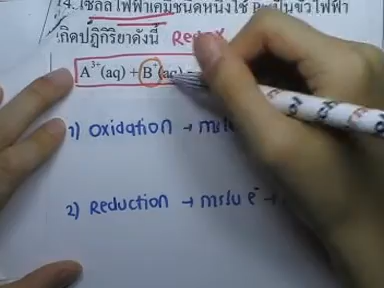 4. เซลล์ไฟฟ้าเคมีชนิดหนึ่งใช้ เป็นขั้วไฟฟ้า
เกิดปฏิกิริยาดังนี้ Redox
A³⁺(aq) + B⁺(aq)
1) Oxidation →
2) Reduction → e⁻ →